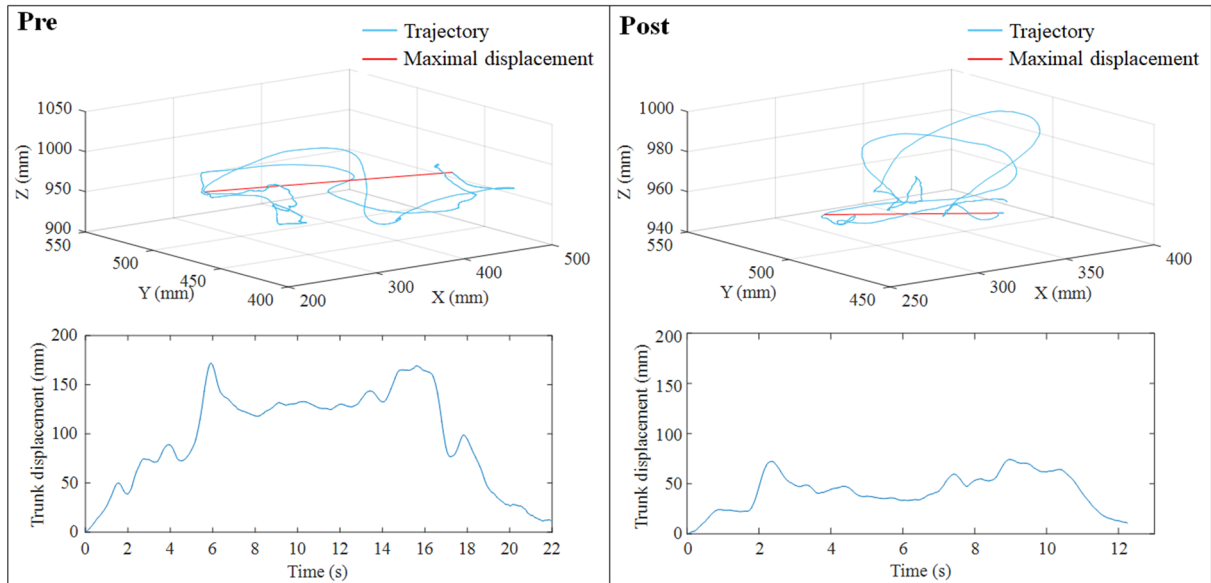 Pre
Trajectory
Maximal displacement
1050
1000
950
900
550
500
450
400
200
300
400
500
Z (mm)
Y (mm)
X (mm)
200
150
100
50
0
0 2 4 6 8 10 12 14 16 18 20 22
Trunk displacement (mm)
Time (s)
Post
Trajectory
Maximal displacement
1000
980
960
940
550
500
450
250
300
350
400
Z (mm)
Y (mm)
X (mm)
200
150
100
50
0
0 2 4 6 8 10 12
Trunk displacement (mm)
Time (s)